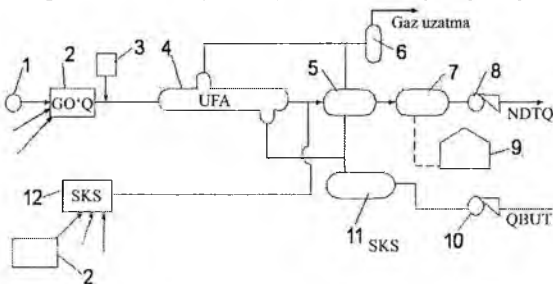 Gaz uzatma
1
2
3
4
5
6
7
8
GO‘Q
UFA
NDTQ
9
12
SKS
11
SKS
10
QBUT
2